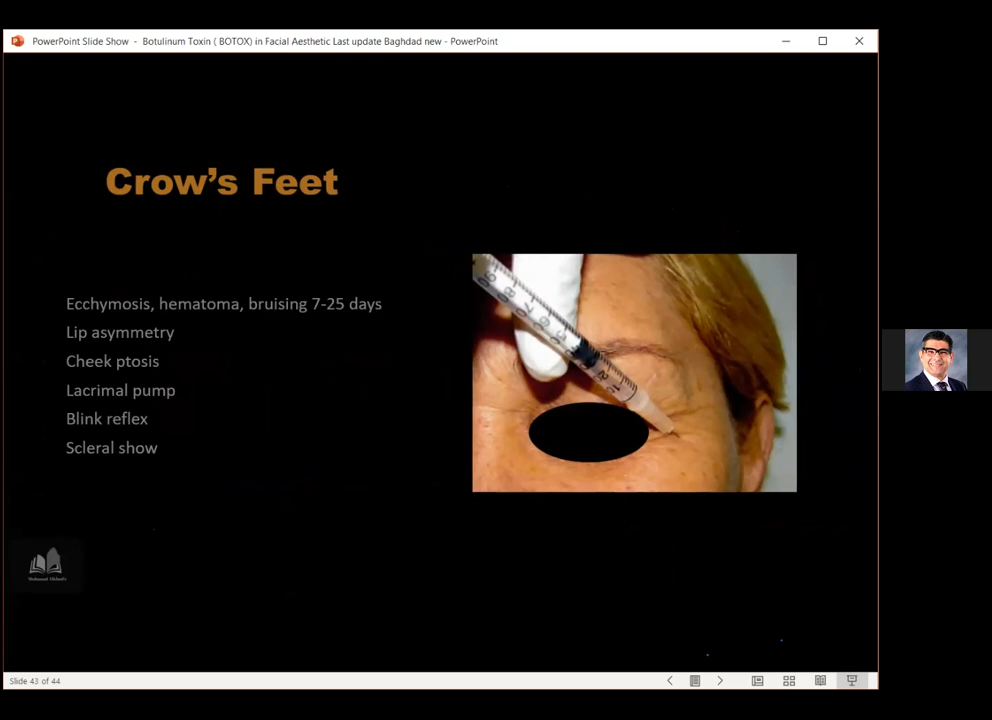 PowerPoint Slide Show - Botulinum Toxin ( BOTOX) in Facial Aesthetic Last update Baghdad new - PowerPoint
Crow's Feet
Ecchymosis, hematoma, bruising 7-25 days
Lip asymmetry
Cheek ptosis
Lacrimal pump
Blink reflex
Scleral show
Slide 43 of 44